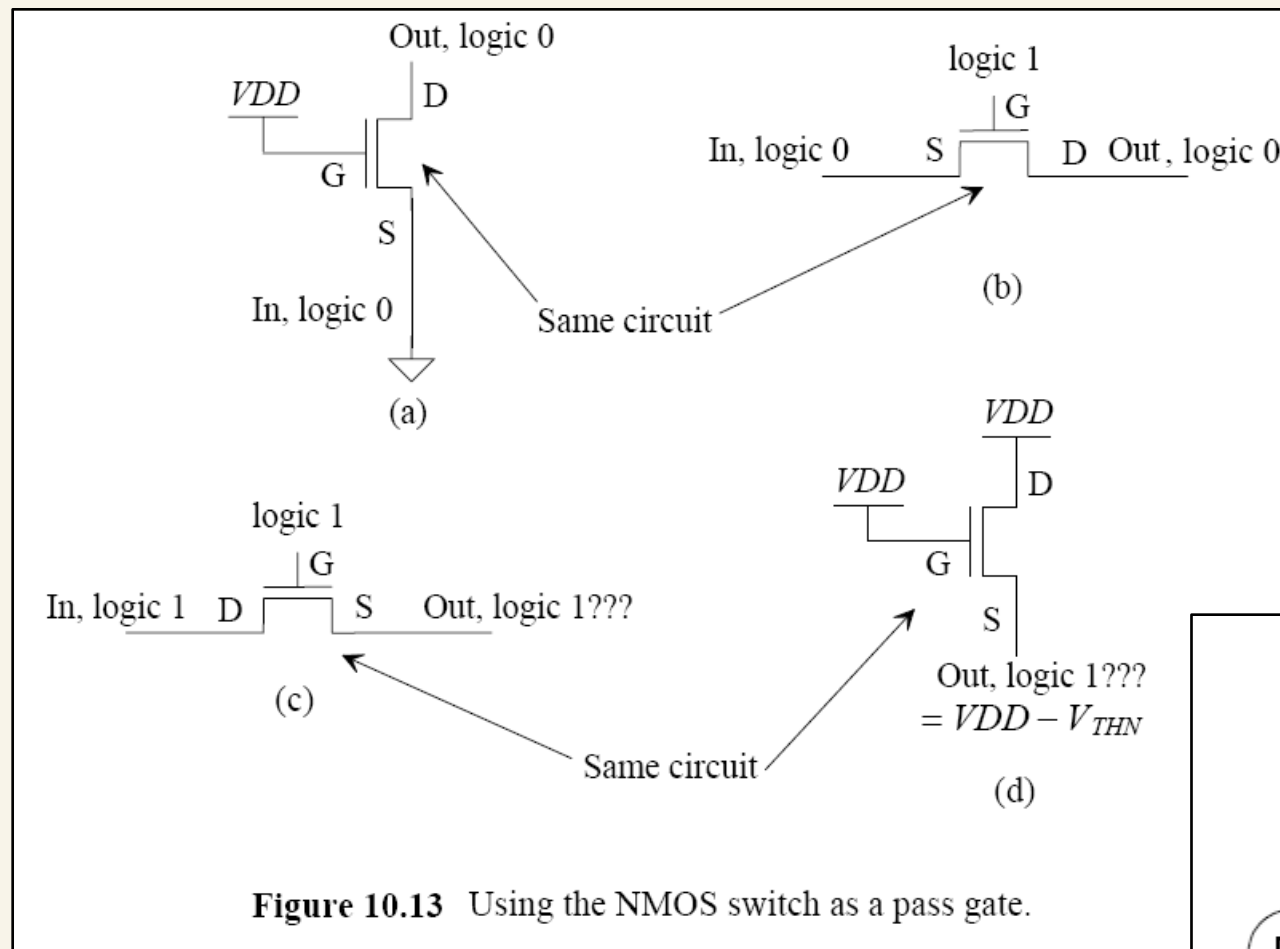 Out, logic 0
VDD
D
G
S
In, logic 0
(a)
logic 1
G
In, logic 0 S D Out, logic 0
(b)
Same circuit
logic 1
G
In, logic 1 D S Out, logic 1???
(c)
VDD
VDD
D
G
S
Out, logic 1???
= VDD – V_THN
(d)
Same circuit
Figure 10.13 Using the NMOS switch as a pass gate.